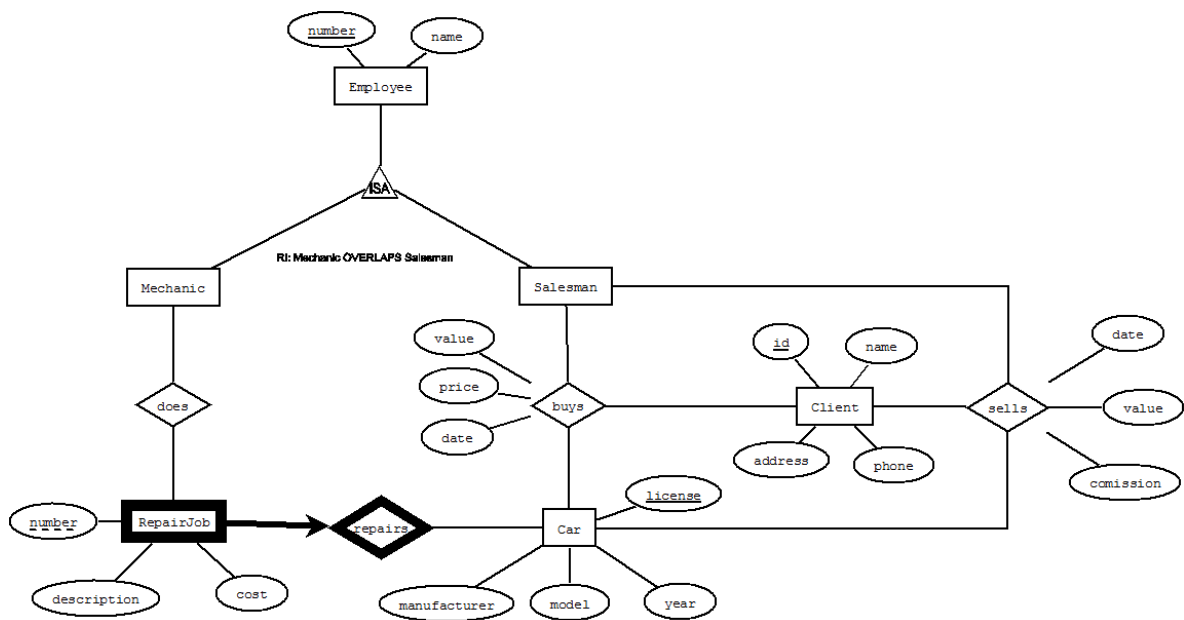 number
name
Employee
ISA
RI: Mechanic OVERLAPS Salesman
Mechanic
Salesman
value
id
name
date
price
does
buys
Client
sells
value
date
address
phone
comission
license
number
RepairJob
repairs
Car
description
cost
manufacturer
model
year